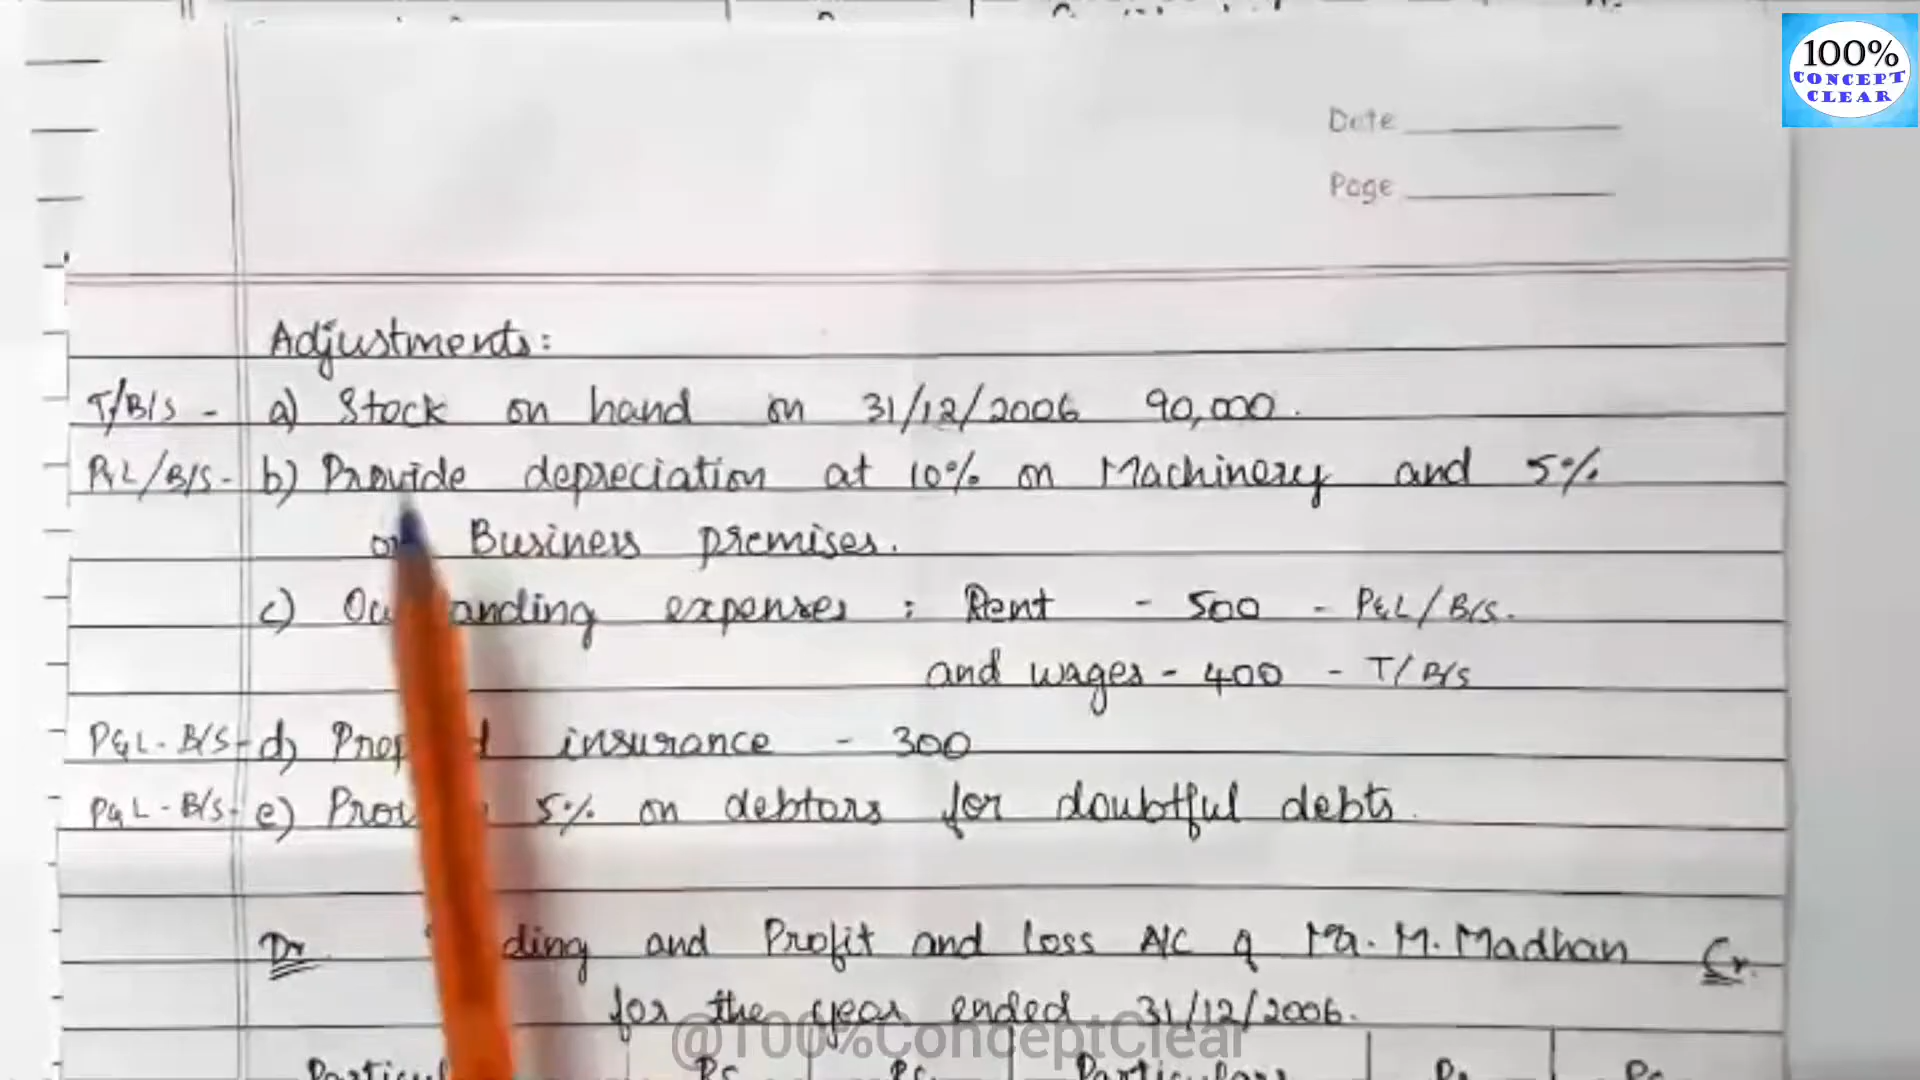 100%
CONCEPT
CLEAR
Date
Page
Adjustments:
T/B/S - a) Stock on hand on 31/12/2006 90,000.
P&L/B/S - b) Provide depreciation at 10% on Machinery and 5%
on Business premises.
c) expenses : Rent - 500 - P&L/B/S.
and wages - 400 - T/B/S
P&L - B/S - d) insurance - 300
P&L - B/S - e) 5% on debtors for doubtful debts.
Dr and Profit and loss A/C of Mr. M. Madhan Cr.
for the year ended 31/12/2006.
@100%ConceptClear
Rs Particulars